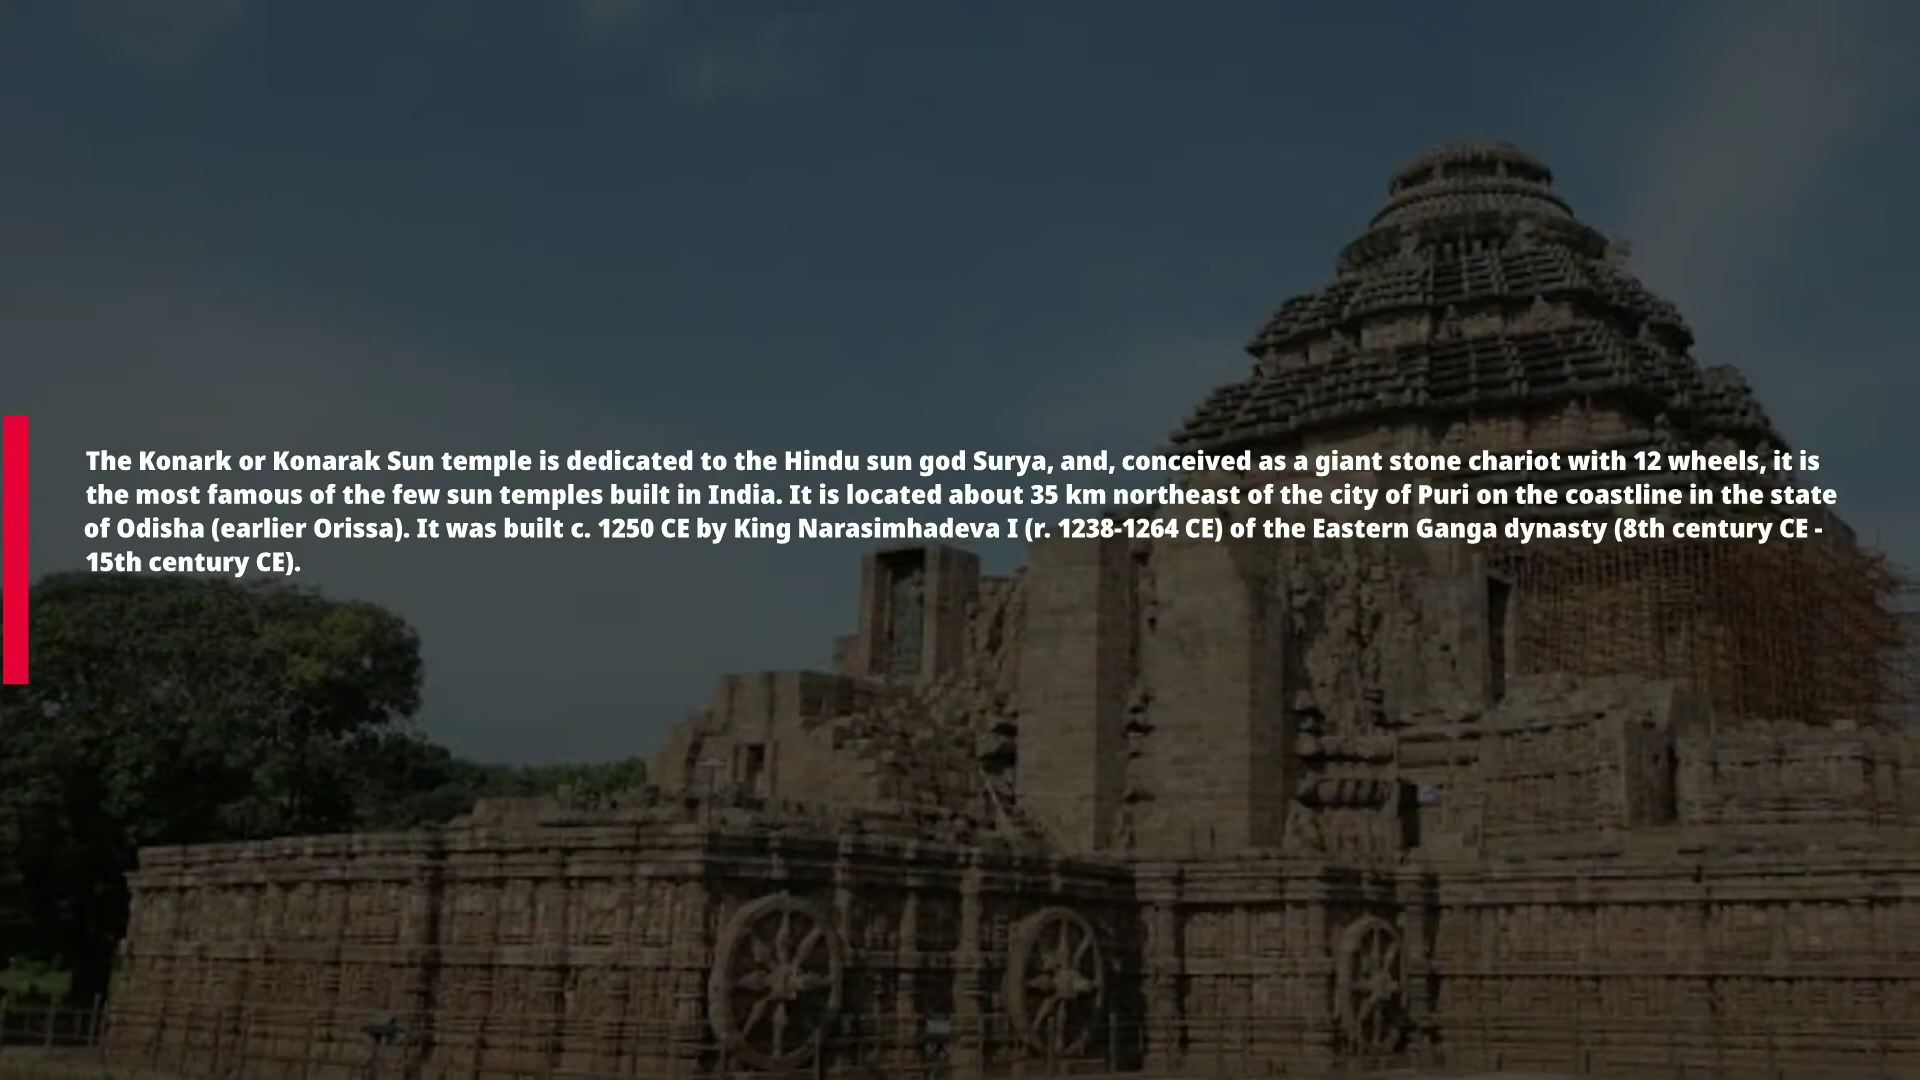 The Konark or Konarak Sun temple is dedicated to the Hindu sun god Surya, and, conceived as a giant stone chariot with 12 wheels, it is
the most famous of the few sun temples built in India. It is located about 35 km northeast of the city of Puri on the coastline in the state
of Odisha (earlier Orissa). It was built c. 1250 CE by King Narasimhadeva I (r. 1238-1264 CE) of the Eastern Ganga dynasty (8th century CE -
15th century CE).